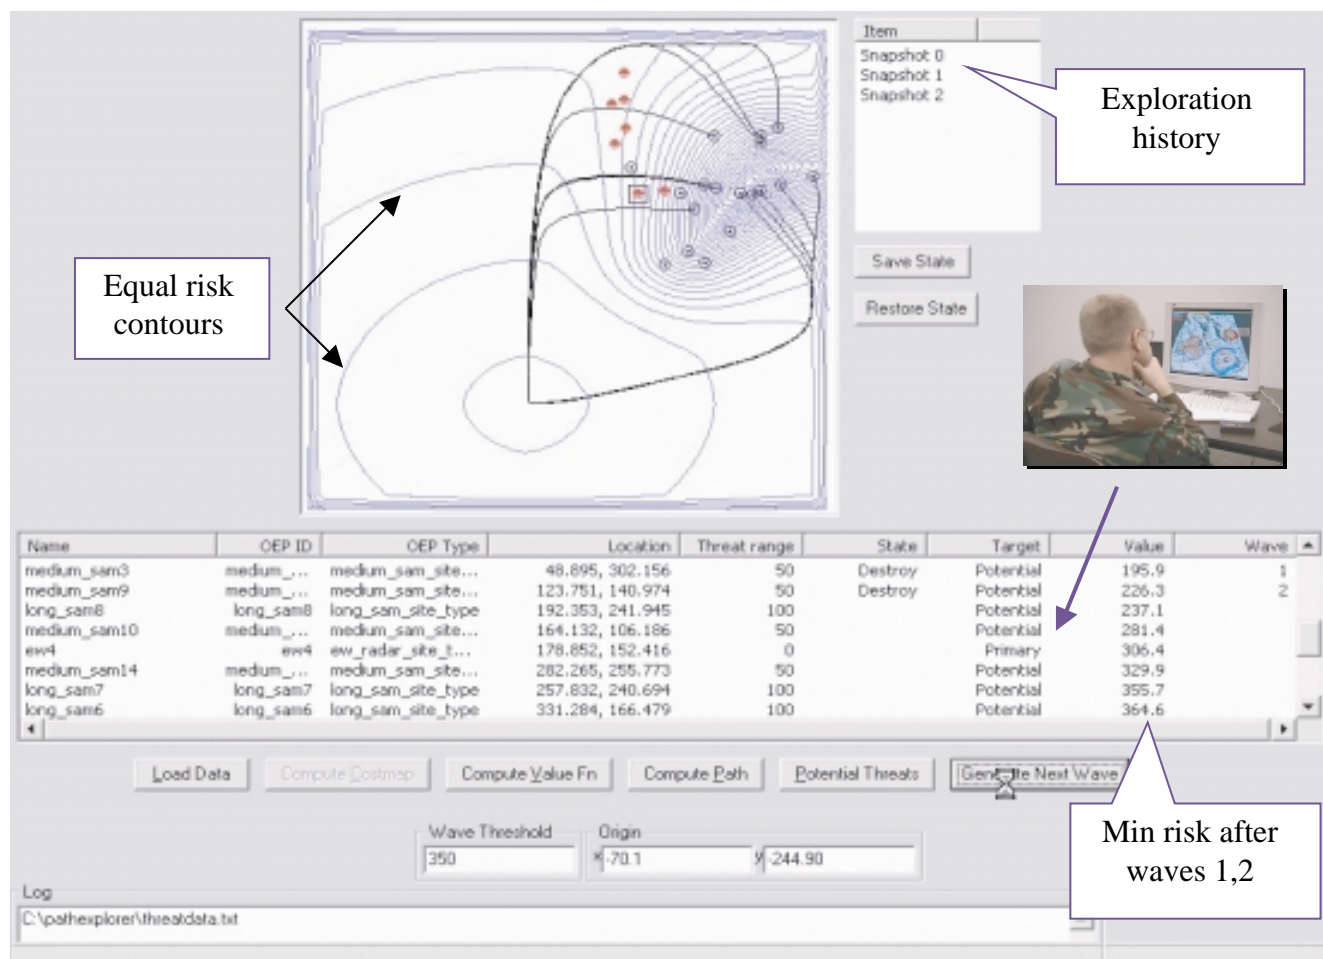 Item
Snapshot 0
Snapshot 1
Snapshot 2
Exploration
history
Save State
Restore State
Equal risk
contours
Name OEP ID OEP Type Location Threat range State Target Value Wave
medium_sam3 medium_... medium_sam_site... 48.895, 302.156 50 Destroy Potential 195.9 1
medium_sam9 medium_... medium_sam_site... 123.751, 140.974 50 Destroy Potential 226.3 2
long_sam8 long_sam8 long_sam_site_type 192.353, 241.945 100 Potential 237.1
medium_sam10 medium_... medium_sam_site... 164.132, 106.186 50 Potential 281.4
ew4 ew4 ew_radar_site_t... 178.852, 152.416 0 Primary 306.4
medium_sam14 medium_... medium_sam_site... 282.265, 255.773 50 Potential 329.9
long_sam7 long_sam7 long_sam_site_type 257.832, 240.694 100 Potential 355.7
long_sam6 long_sam6 long_sam_site_type 331.284, 166.479 100 Potential 364.6
Load Data Compute Costmap Compute Value Fn Compute Path Potential Threats Generate Next Wave
Min risk after
waves 1,2
Wave Threshold Origin
350 x -70.1 y -244.90
Log
C:\pathexplorer\threatdata.txt